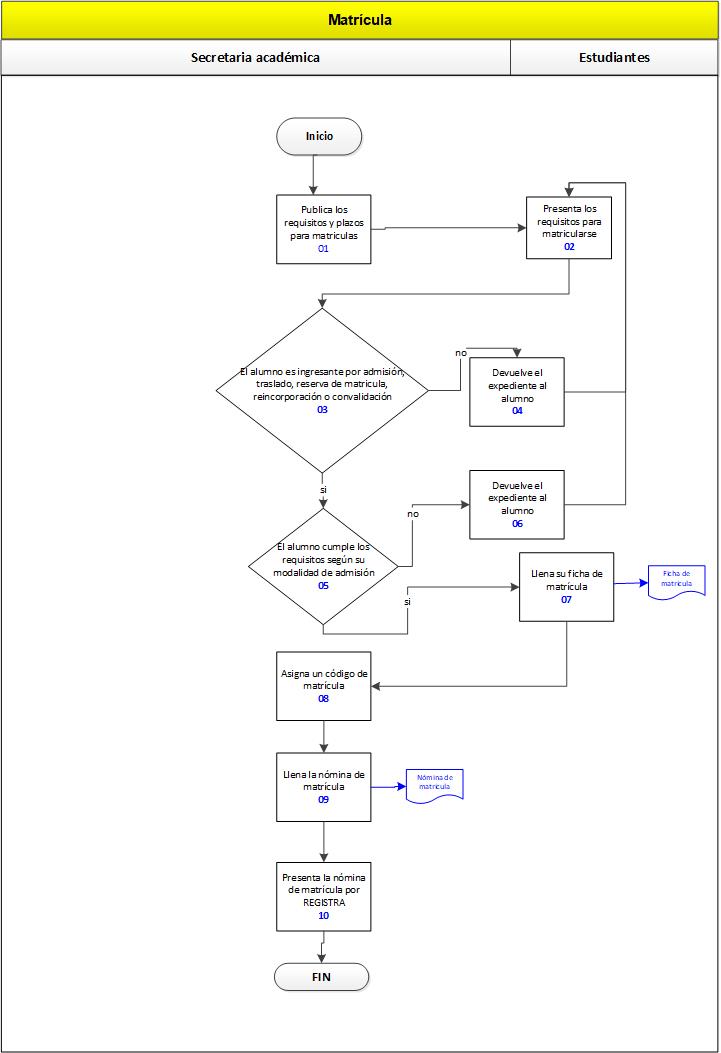 Matrícula
Secretaria académica
Estudiantes
Inicio
Publica los
requisitos y plazos
para matriculas
01
Presenta los
requisitos para
matricularse
02
El alumno es ingresante por admisión,
traslado, reserva de matricula,
reincorporación o convalidación
03
no
Devuelve el
expediente al
alumno
04
si
Devuelve el
expediente al
alumno
06
no
El alumno cumple los
requisitos según su
modalidad de admisión
05
si
Llena su ficha de
matrícula
07
Ficha de
matrícula
Asigna un código de
matrícula
08
Llena la nómina de
matrícula
09
Nómina de
matrícula
Presenta la nómina
de matrícula por
REGISTRA
10
FIN